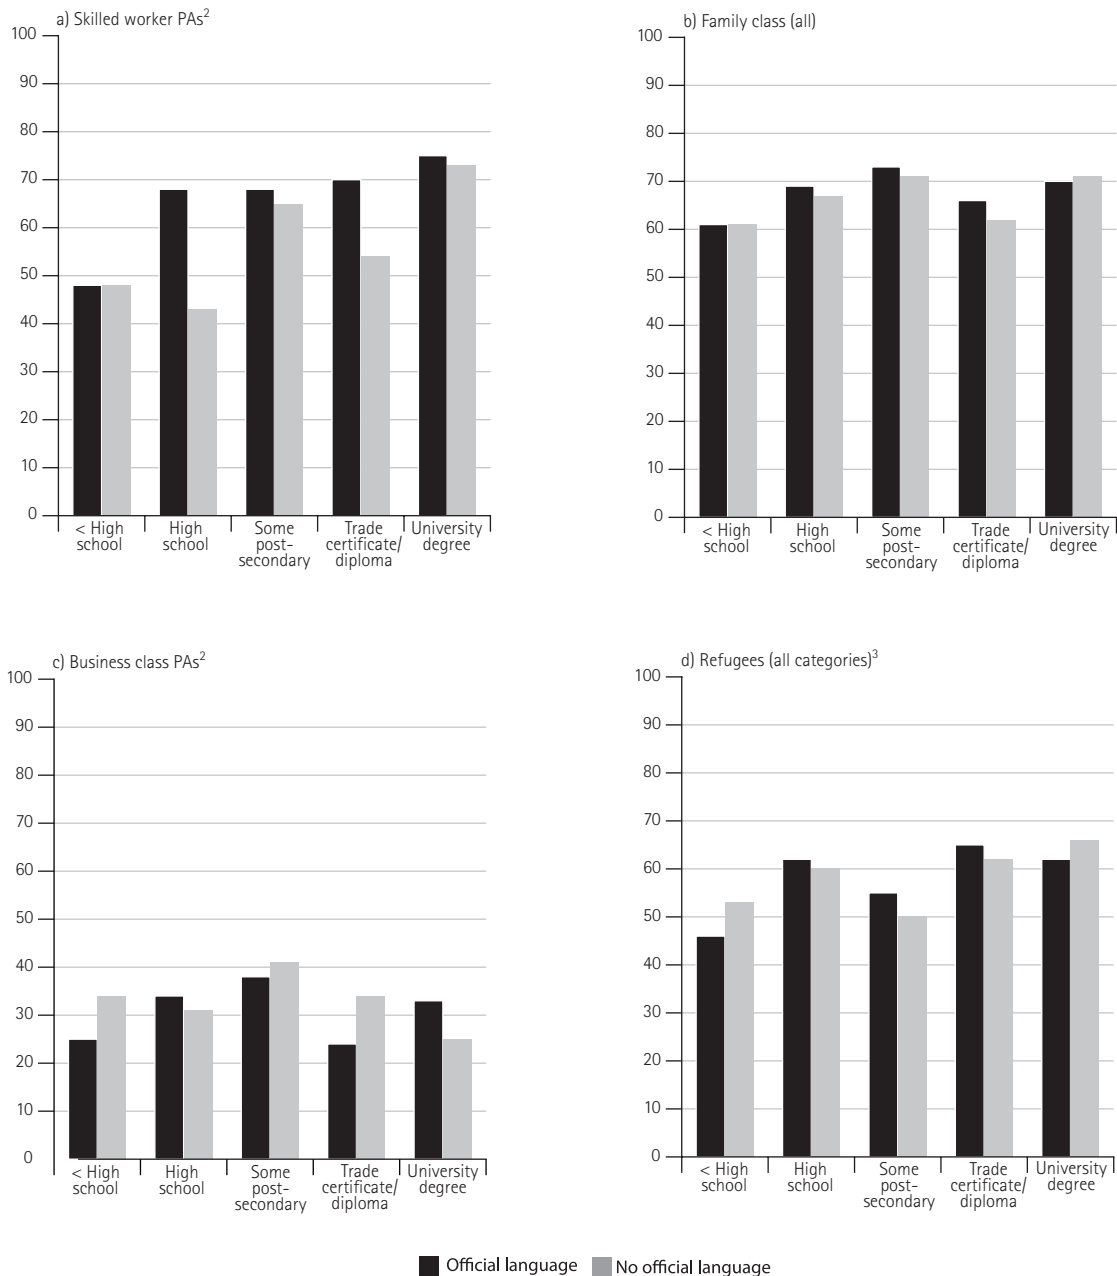 a) Skilled worker PAs²
100
90
80
70
60
50
40
30
20
10
0
< High
school
High
school
Some
post-
secondary
Trade
certificate/
diploma
University
degree
b) Family class (all)
100
90
80
70
60
50
40
30
20
10
0
< High
school
High
school
Some
post-
secondary
Trade
certificate/
diploma
University
degree
c) Business class PAs²
100
90
80
70
60
50
40
30
20
10
0
< High
school
High
school
Some
post-
secondary
Trade
certificate/
diploma
University
degree
d) Refugees (all categories)³
100
90
80
70
60
50
40
30
20
10
0
< High
school
High
school
Some
post-
secondary
Trade
certificate/
diploma
University
degree
Official language
No official language